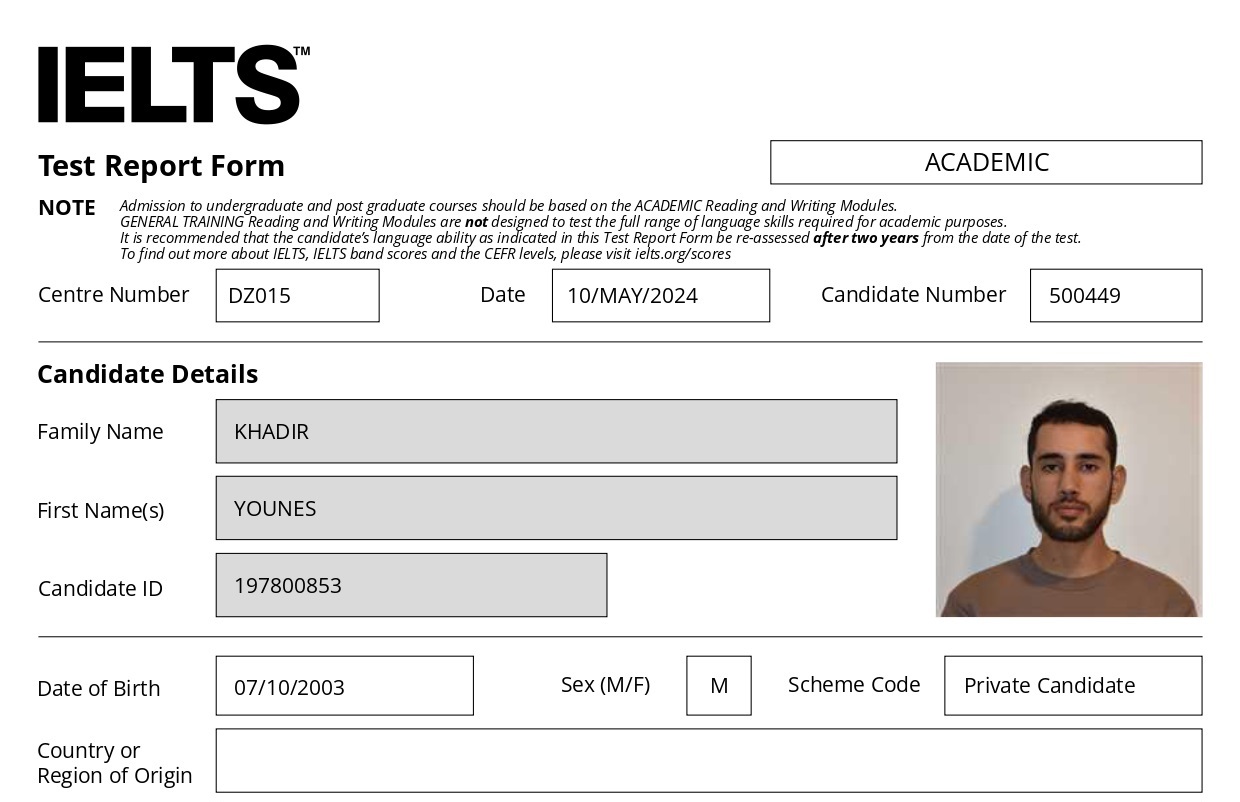 IELTS™
Test Report Form
ACADEMIC
NOTE Admission to undergraduate and post graduate courses should be based on the ACADEMIC Reading and Writing Modules.
GENERAL TRAINING Reading and Writing Modules are not designed to test the full range of language skills required for academic purposes.
It is recommended that the candidate's language ability as indicated in this Test Report Form be re-assessed after two years from the date of the test.
To find out more about IELTS, IELTS band scores and the CEFR levels, please visit ielts.org/scores
Centre Number DZ015 Date 10/MAY/2024 Candidate Number 500449
Candidate Details
Family Name KHADIR
First Name(s) YOUNES
Candidate ID 197800853
Date of Birth 07/10/2003 Sex (M/F) M Scheme Code Private Candidate
Country or
Region of Origin